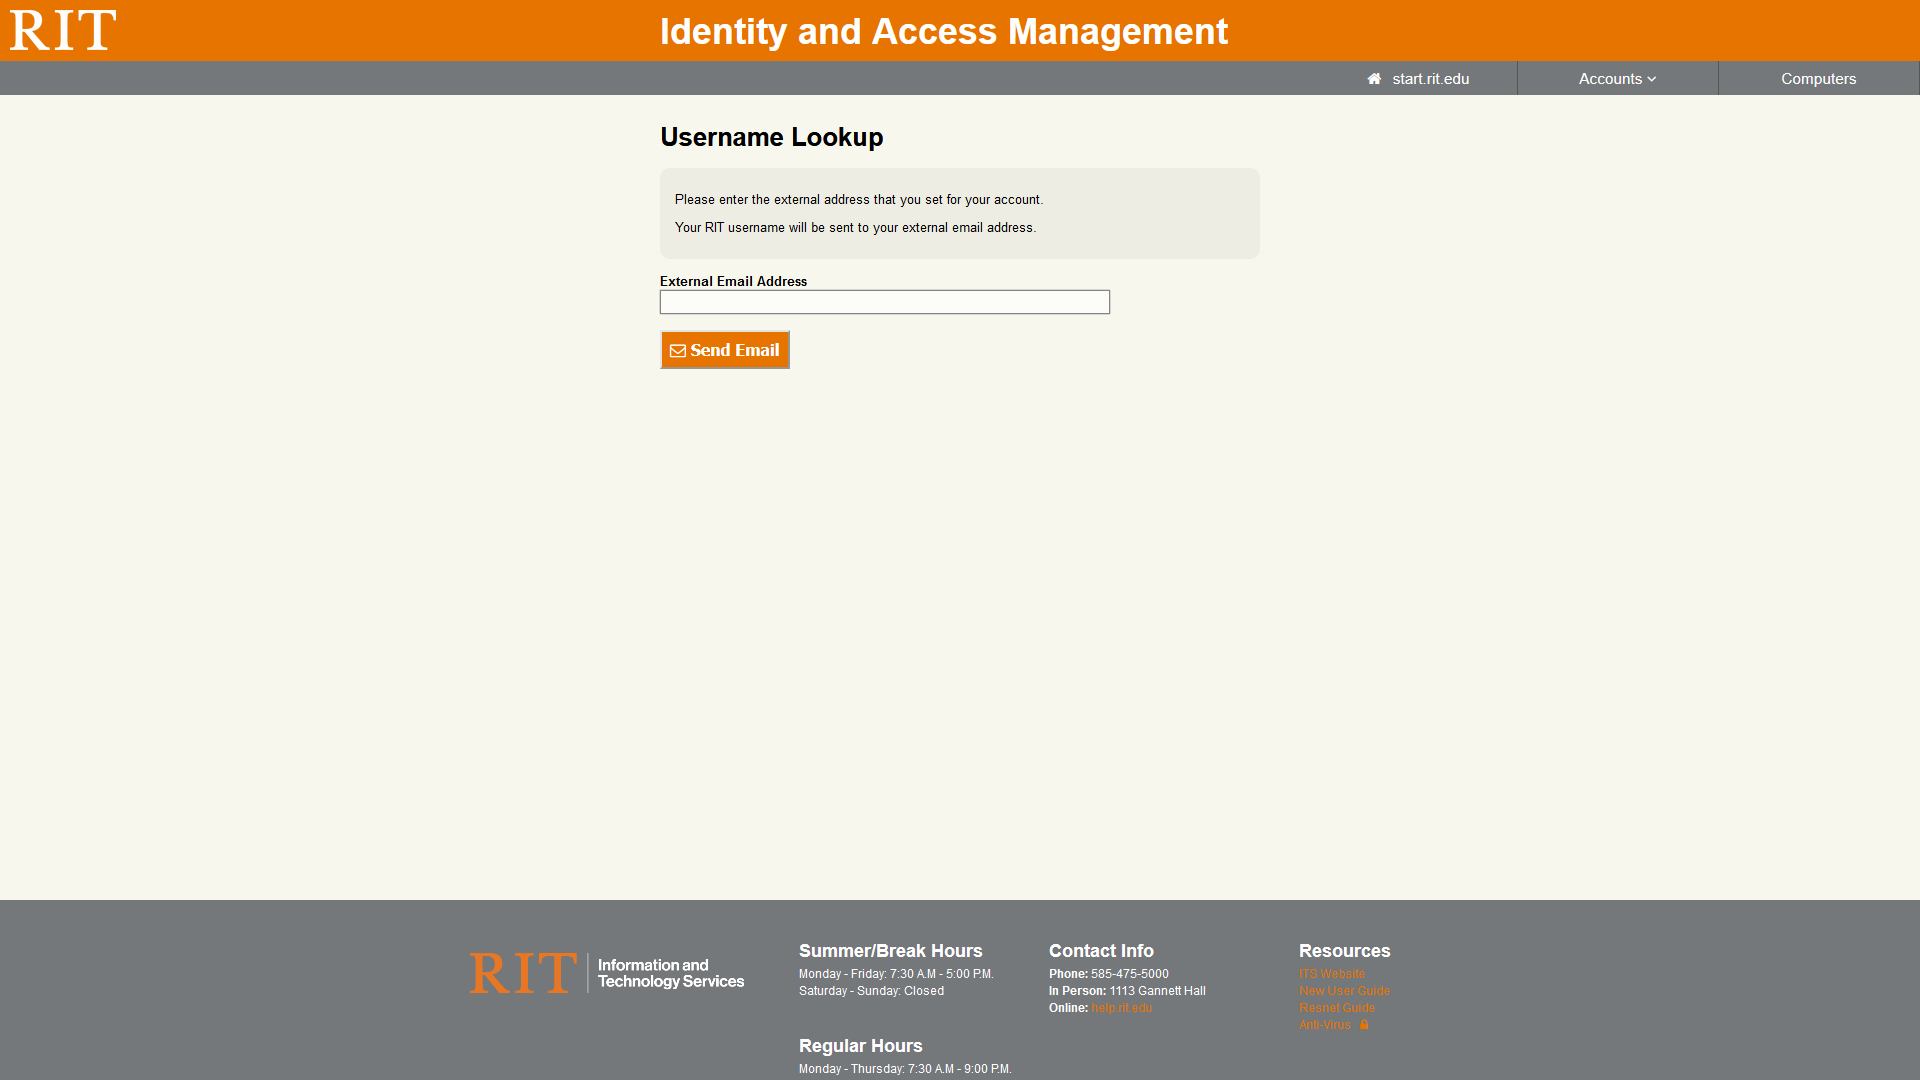 RIT
Identity and Access Management
start.rit.edu
Accounts
Computers
Username Lookup
Please enter the external address that you set for your account.
Your RIT username will be sent to your external email address.
External Email Address
Send Email
RIT
Information and
Technology Services
Summer/Break Hours
Monday - Friday: 7:30 A.M - 5:00 P.M.
Saturday - Sunday: Closed
Regular Hours
Monday - Thursday: 7:30 A.M - 9:00 P.M.
Contact Info
Phone: 585-475-5000
In Person: 1113 Gannett Hall
Online: help.rit.edu
Resources
ITS Website
New User Guide
Resnet Guide
Anti-Virus